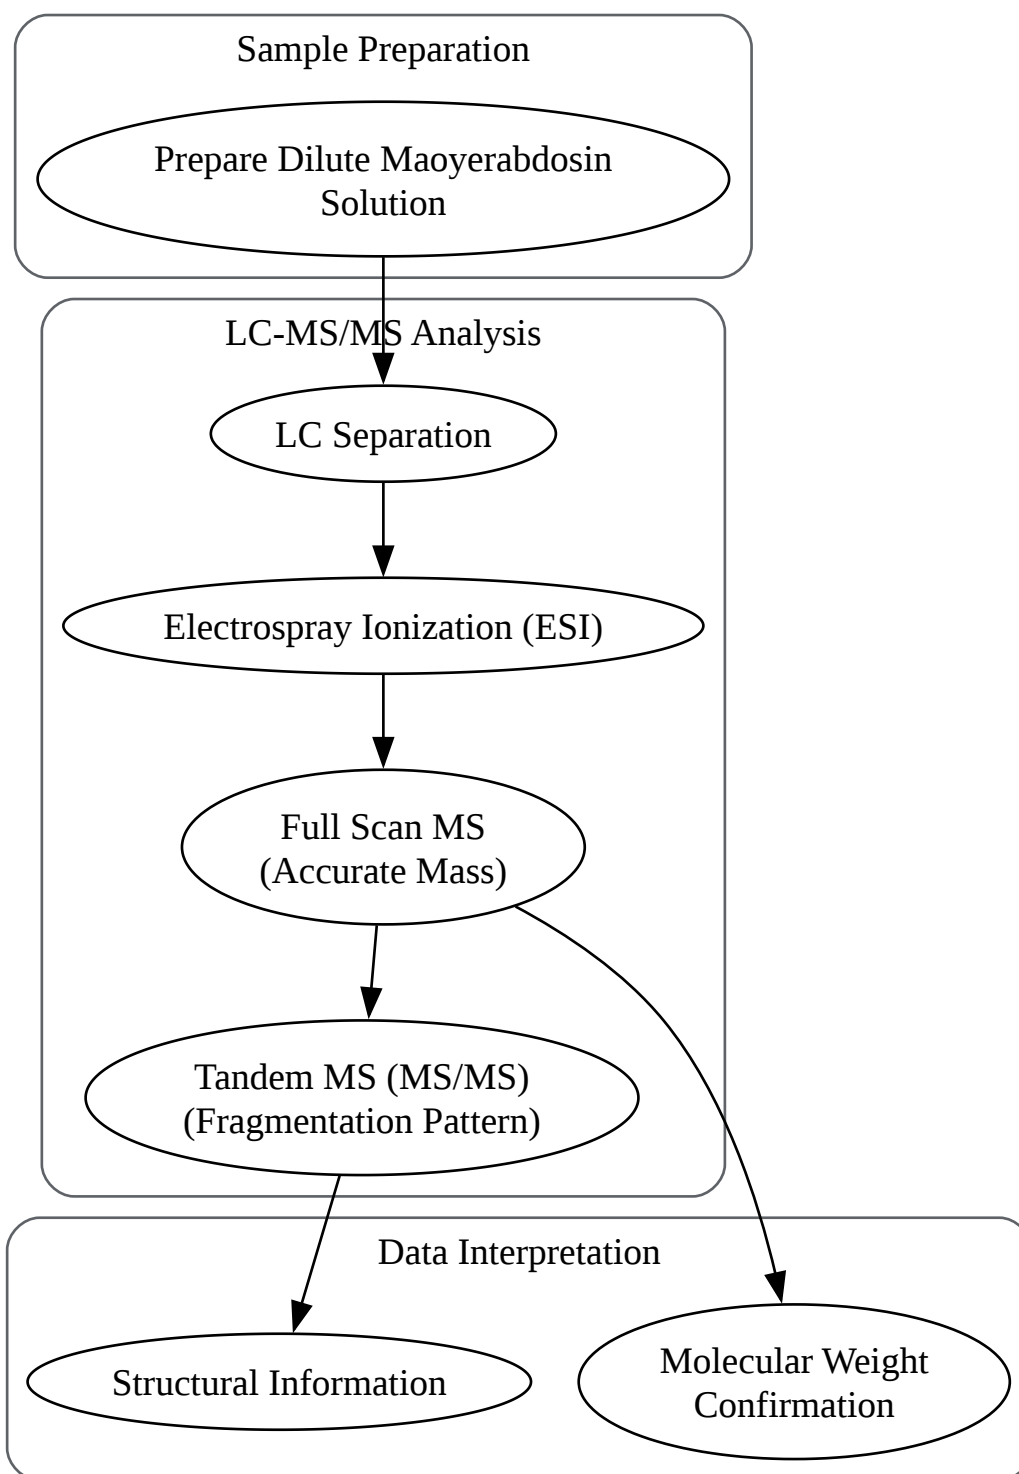 Sample Preparation
Prepare Dilute Maoyerabdosin
Solution
LC-MS/MS Analysis
LC Separation
Electrospray Ionization (ESI)
Full Scan MS
(Accurate Mass)
Tandem MS (MS/MS)
(Fragmentation Pattern)
Data Interpretation
Structural Information
Molecular Weight
Confirmation